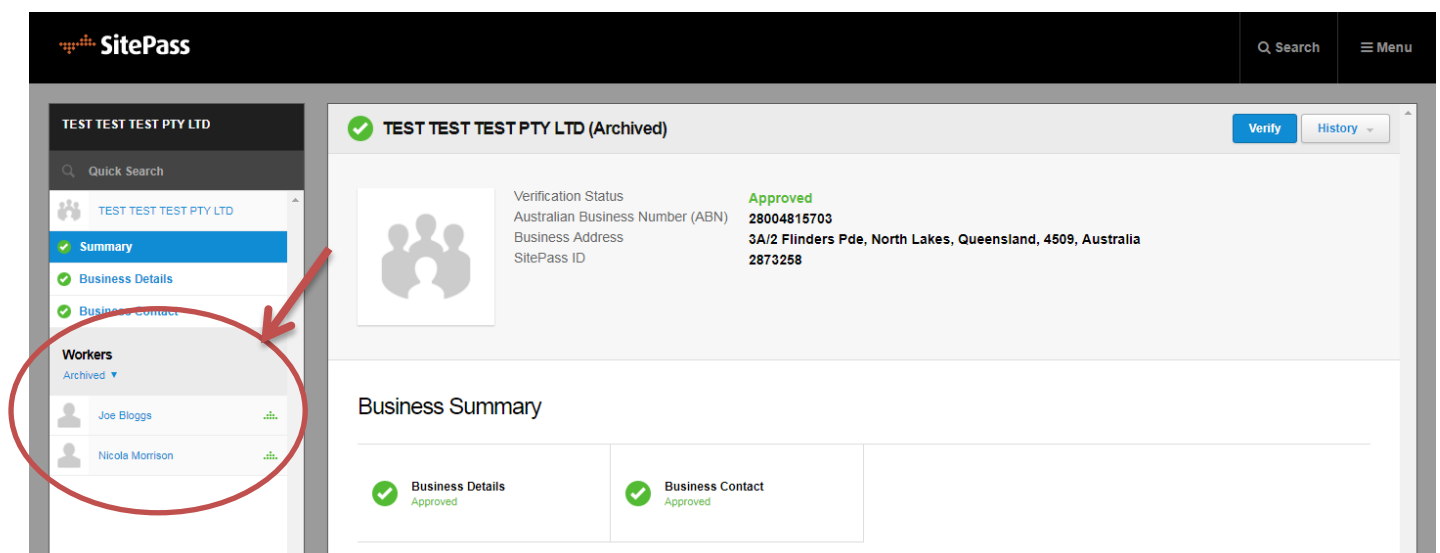 SitePass
Search
Menu
TEST TEST TEST PTY LTD
Quick Search
TEST TEST TEST PTY LTD
Summary
Business Details
Business Contact
Workers
Archived ▼
Joe Bloggs
Nicola Morrison
TEST TEST TEST PTY LTD (Archived)
Verify
History
Verification Status Approved
Australian Business Number (ABN) 28004815703
Business Address 3A/2 Flinders Pde, North Lakes, Queensland, 4509, Australia
SitePass ID 2873258
Business Summary
Business Details
Approved
Business Contact
Approved